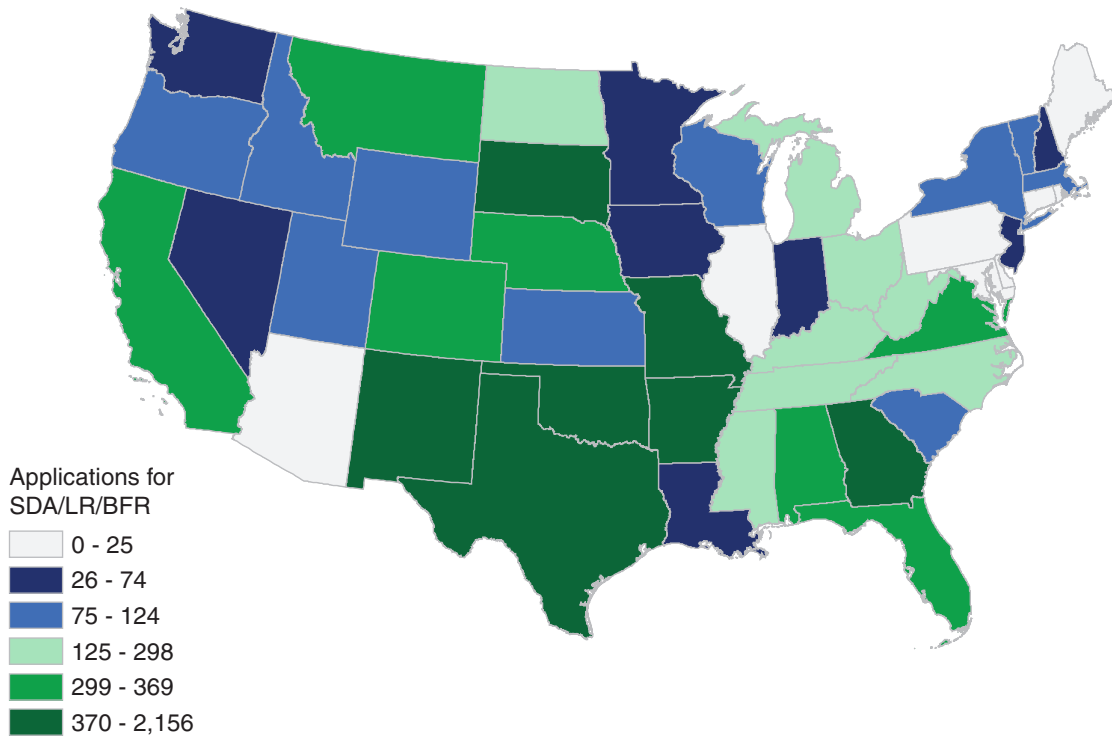 Applications for
SDA/LR/BFR
0 - 25
26 - 74
75 - 124
125 - 298
299 - 369
370 - 2,156